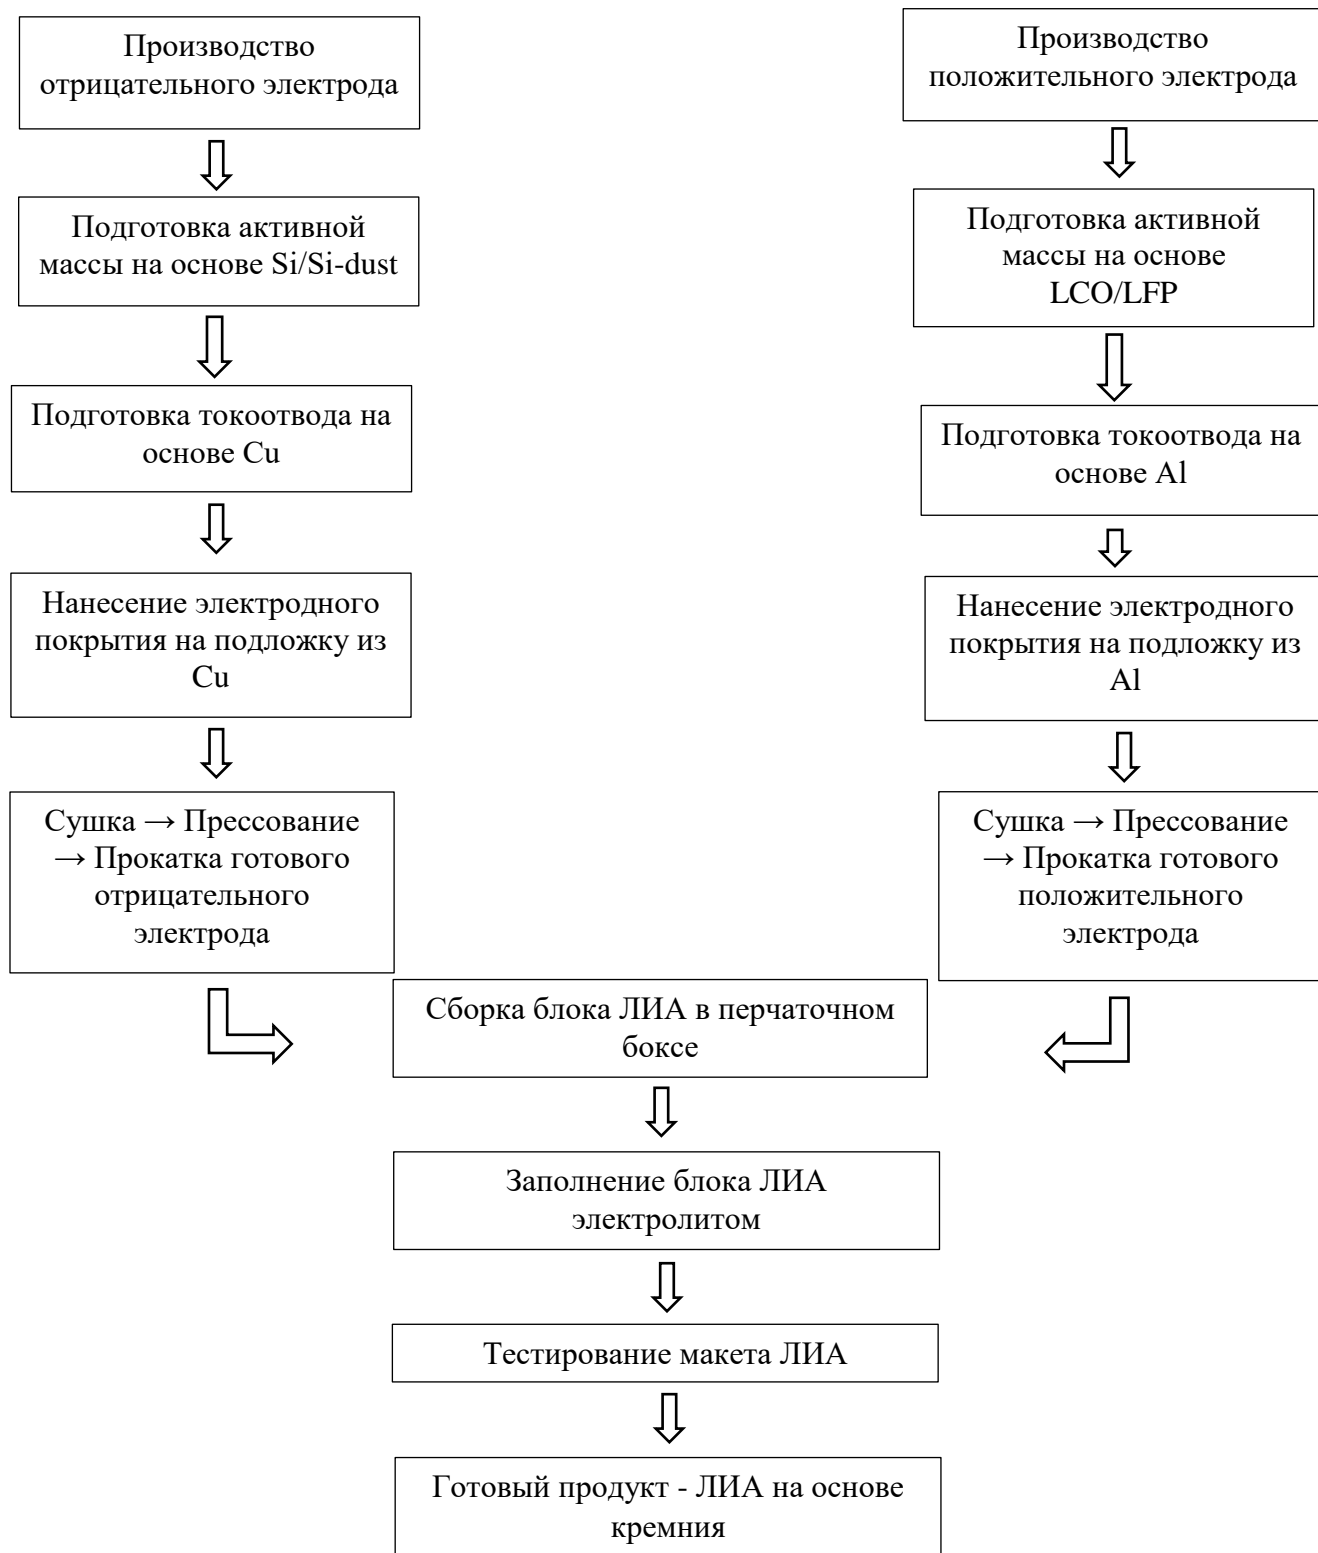 Производство
отрицательного электрода
Подготовка активной
массы на основе Si/Si-dust
Подготовка токоотвода на
основе Cu
Нанесение электродного
покрытия на подложку из
Cu
Сушка → Прессование
→ Прокатка готового
отрицательного
электрода
Производство
положительного электрода
Подготовка активной
массы на основе
LCO/LFP
Подготовка токоотвода на
основе Al
Нанесение электродного
покрытия на подложку из
Al
Сушка → Прессование
→ Прокатка готового
положительного
электрода
Сборка блока ЛИА в перчаточном
боксе
Заполнение блока ЛИА
электролитом
Тестирование макета ЛИА
Готовый продукт - ЛИА на основе
кремния